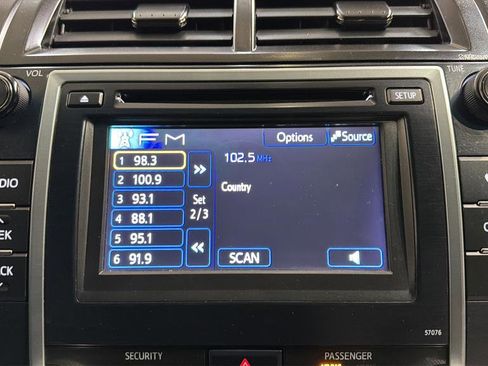 VOL
TUNE
SETUP
FM
Options
Source
1 98.3
102.5 MHz
2 100.9
Country
3 93.1
Set
4 88.1
2/3
5 95.1
6 91.9
SCAN
57076
SECURITY
PASSENGER